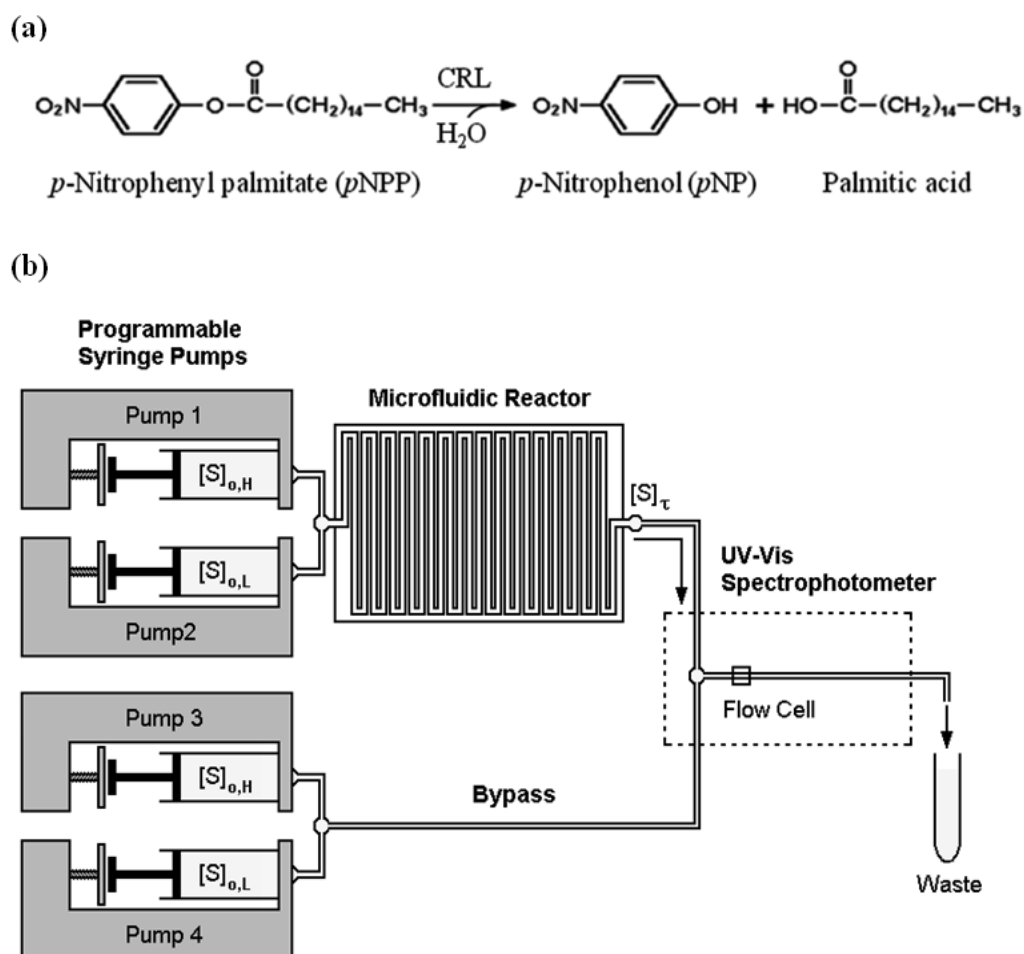 (a)
O₂N
O
O
C
(CH₂)₁₄
CH₃
CRL
H₂O
O₂N
OH
+
O
HO
C
(CH₂)₁₄
CH₃
p-Nitrophenyl palmitate (pNPP)
p-Nitrophenol (pNP)
Palmitic acid
(b)
Programmable
Syringe Pumps
Pump 1
[S]o,H
[S]o,L
Pump2
Microfluidic Reactor
[S]τ
UV-Vis
Spectrophotometer
Flow Cell
Pump 3
[S]o,H
[S]o,L
Pump 4
Bypass
Waste